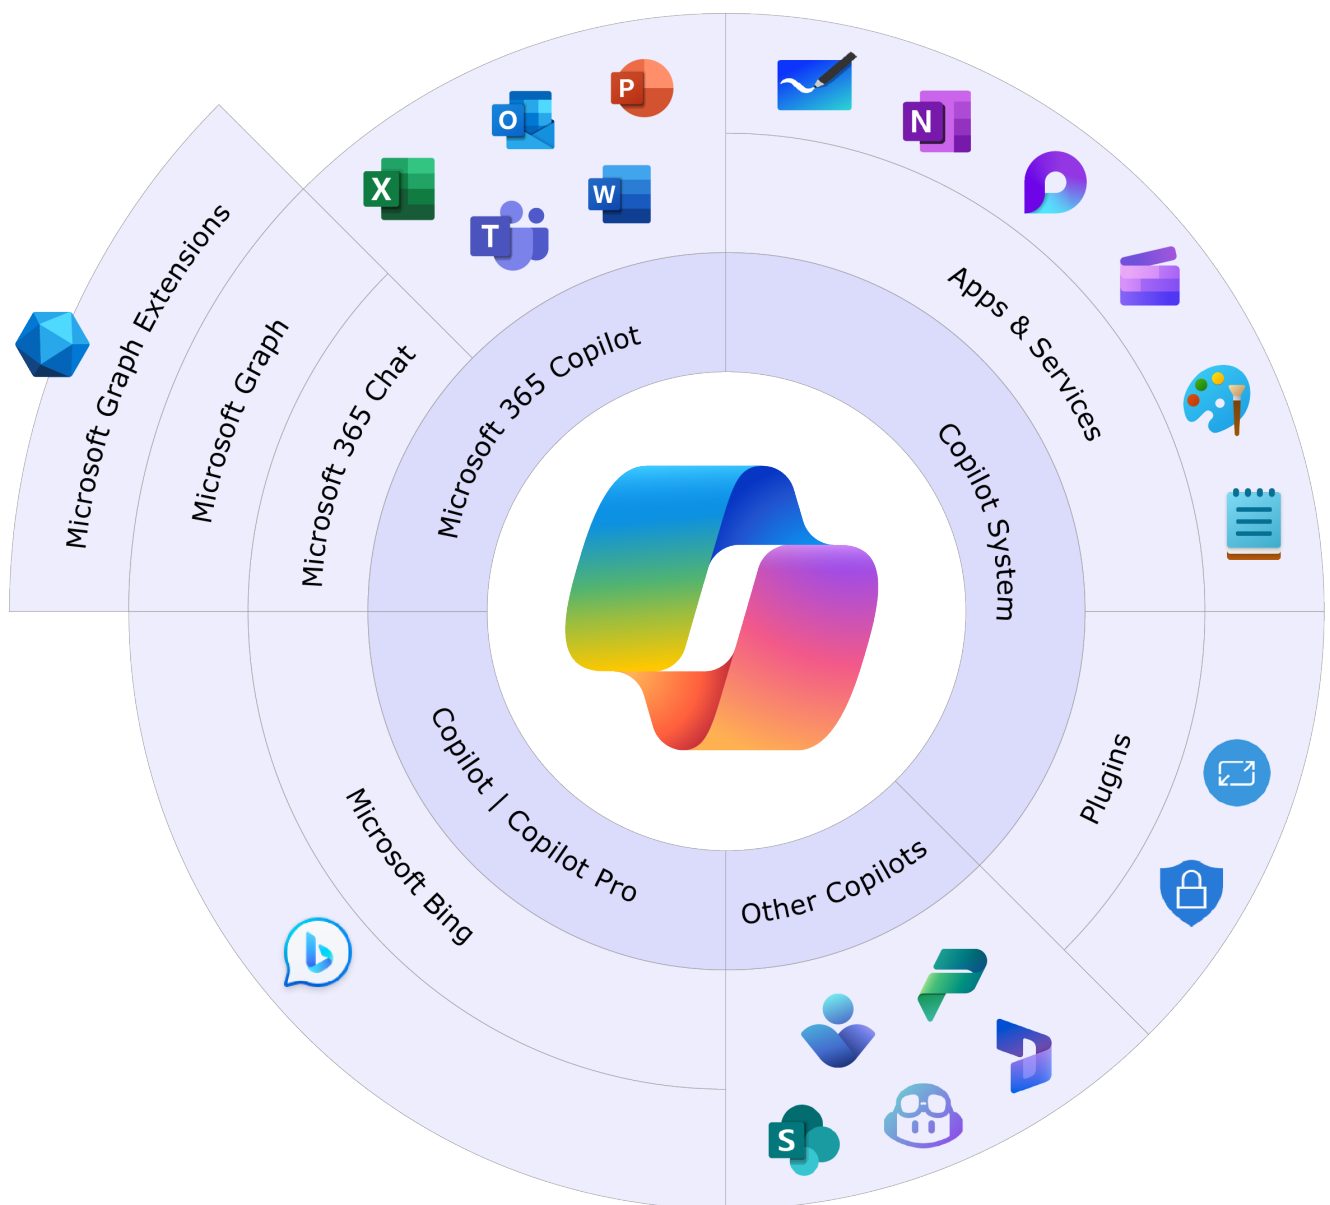 P
O
X
W
T
N
Microsoft Graph Extensions
Microsoft Graph
Microsoft 365 Chat
Microsoft 365 Copilot
Apps & Services
Copilot System
Copilot | Copilot Pro
Microsoft Bing
Other Copilots
Plugins
b
S